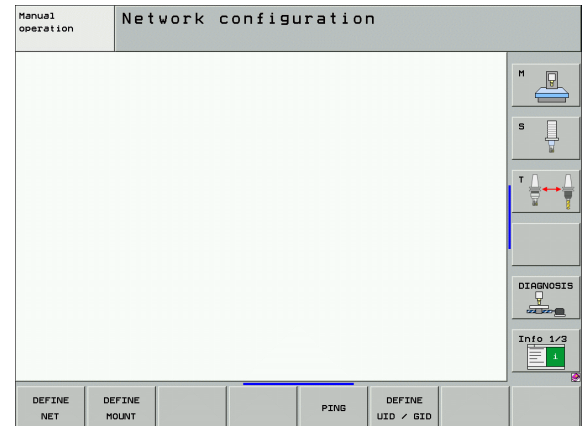 Manual
operation
Network configuration
M
S
T
DIAGNOSIS
Info 1/3
i
DEFINE
NET
DEFINE
MOUNT
PING
DEFINE
UID / GID